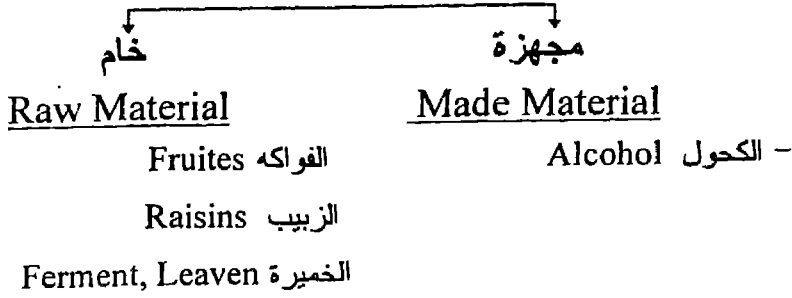 مجهزة
Made Material
- الكحول Alcohol
خام
Raw Material
الفواكه Fruites
الزبيب Raisins
الخميرة Ferment, Leaven